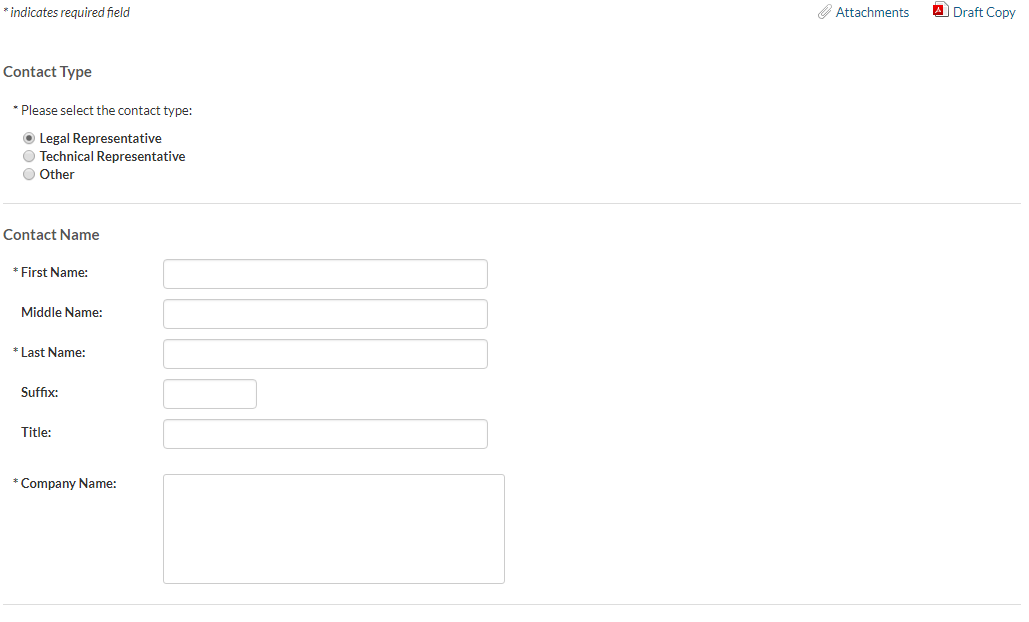 * indicates required field
Attachments
Draft Copy
Contact Type
* Please select the contact type:
Legal Representative
Technical Representative
Other
Contact Name
* First Name:
Middle Name:
* Last Name:
Suffix:
Title:
* Company Name: